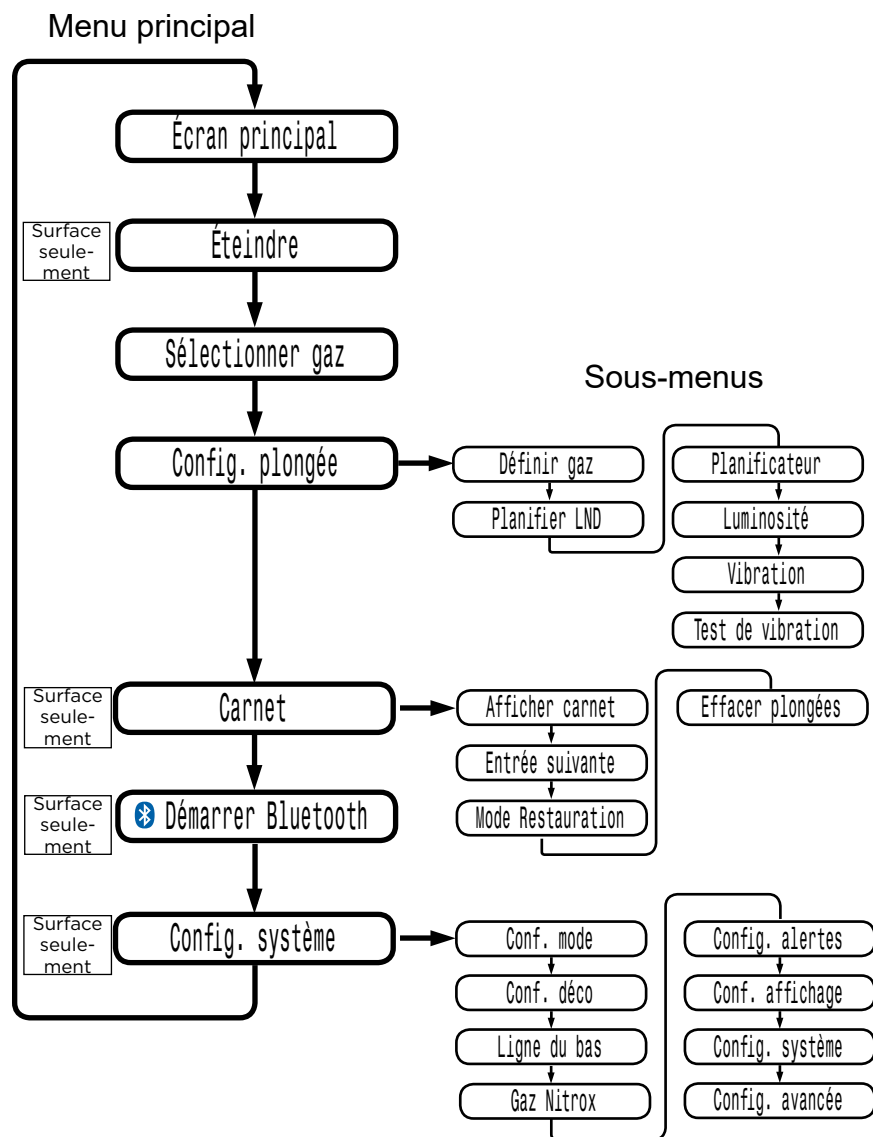 Menu principal
Écran principal
Surface
seule-
ment
Éteindre
Sélectionner gaz
Sous-menus
Config. plongée
Définir gaz
Planifier LND
Planificateur
Luminosité
Vibration
Test de vibration
Surface
seule-
ment
Carnet
Afficher carnet
Entrée suivante
Mode Restauration
Effacer plongées
Surface
seule-
ment
Démarrer Bluetooth
Surface
seule-
ment
Config. système
Conf. mode
Conf. déco
Ligne du bas
Gaz Nitrox
Config. alertes
Conf. affichage
Config. système
Config. avancée